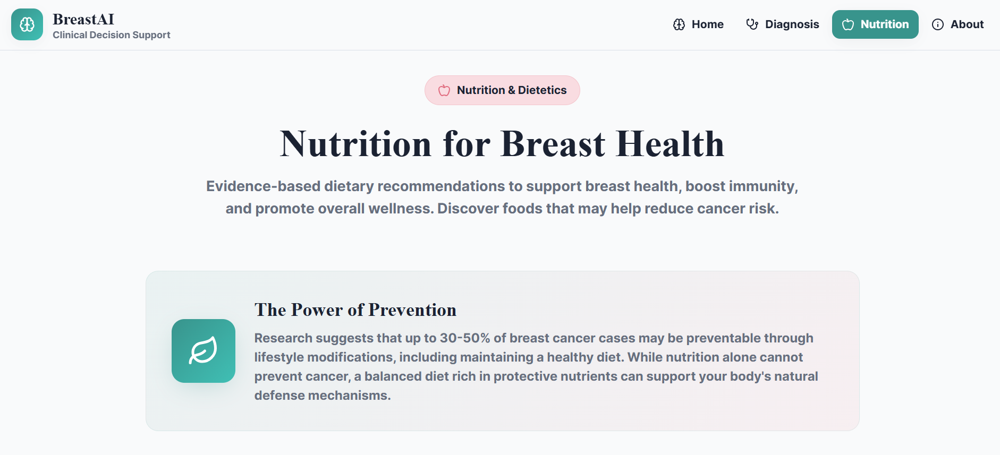 BreastAI
Clinical Decision Support
Home
Diagnosis
Nutrition
About
Nutrition & Dietetics
Nutrition for Breast Health
Evidence-based dietary recommendations to support breast health, boost immunity,
and promote overall wellness. Discover foods that may help reduce cancer risk.
The Power of Prevention
Research suggests that up to 30-50% of breast cancer cases may be preventable through
lifestyle modifications, including maintaining a healthy diet. While nutrition alone cannot
prevent cancer, a balanced diet rich in protective nutrients can support your body's natural
defense mechanisms.